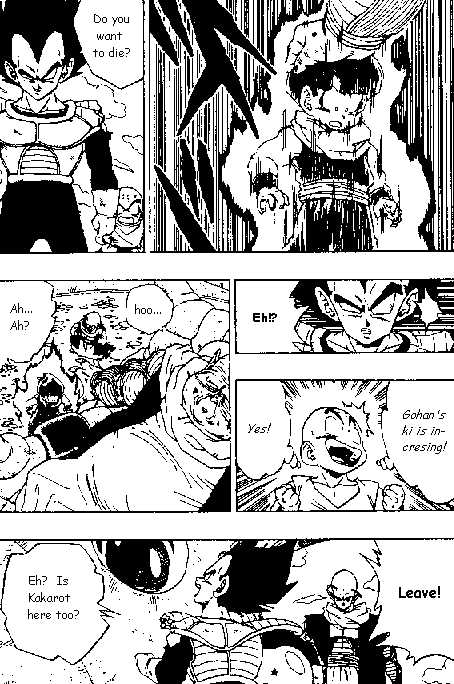 Do you
want
to die?
Eh!?
Gohan's
ki is in-
cresing!
Yes!
hoo...
Ah...
Ah?
Leave!
Eh? Is
Kakarot
here too?